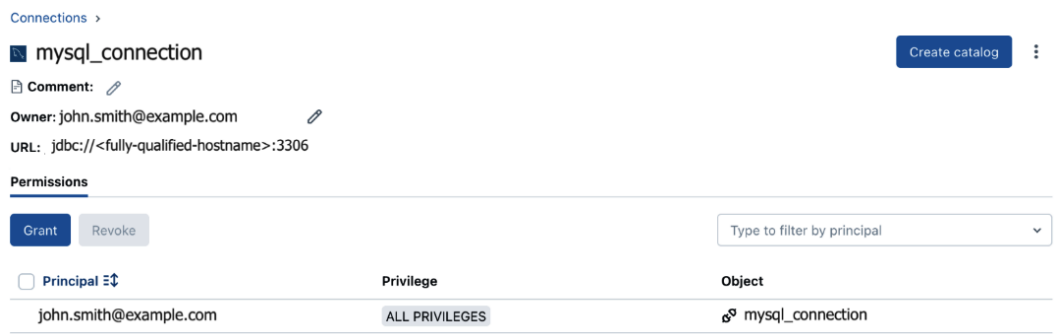 Connections ›
mysql_connection
Create catalog
Comment:
Owner: john.smith@example.com
URL: jdbc://<fully-qualified-hostname>:3306
Permissions
Grant Revoke Type to filter by principal
Principal Privilege Object
john.smith@example.com ALL PRIVILEGES mysql_connection